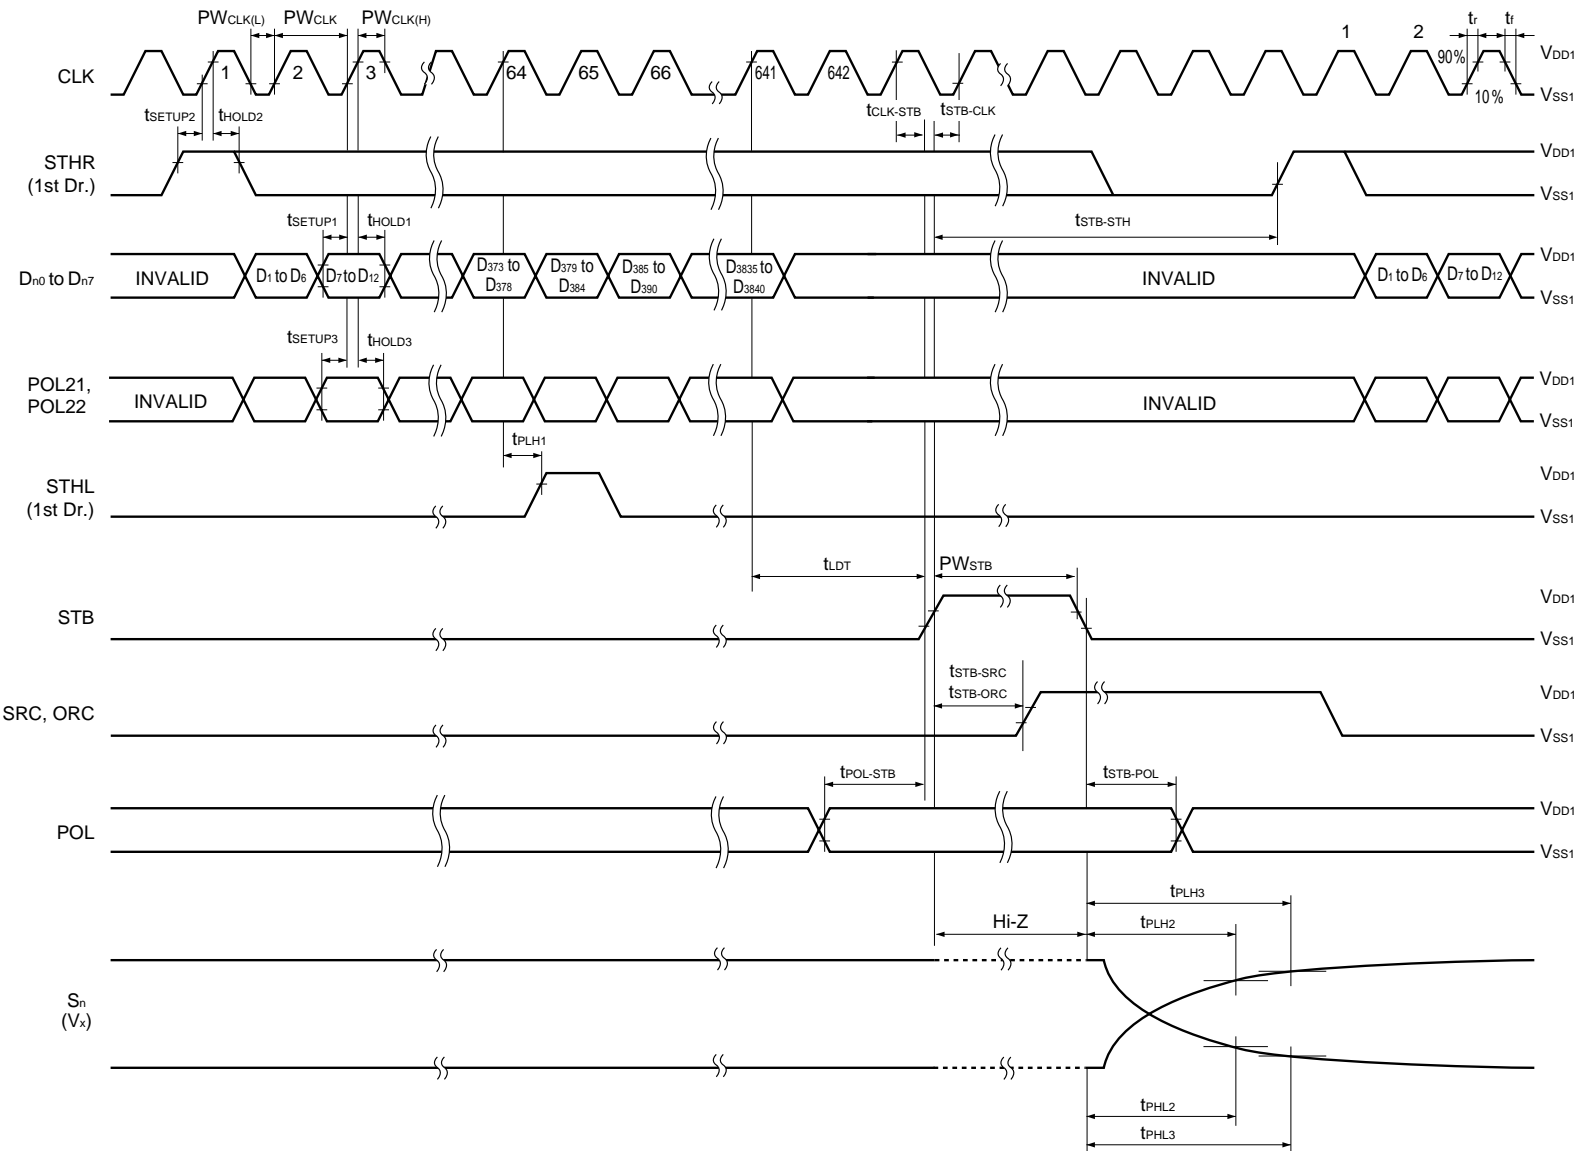 PWCLK(L) PWCLK PWCLK(H) 1 2 tr tf
CLK 1 2 3 64 65 66 641 642 90% 10% VDD1
VSS1
tSETUP2 tHOLD2 tCLK-STB tSTB-CLK
STHR
(1st Dr.)
VDD1
VSS1
tSETUP1 tHOLD1 tSTB-STH
Dn0 to Dn7 INVALID D1 to D6 D7 to D12 D373 to
D378 D379 to
D384 D385 to
D390 D3835 to
D3840 INVALID D1 to D6 D7 to D12 VDD1
VSS1
tSETUP3 tHOLD3
POL21,
POL22
INVALID INVALID VDD1
VSS1
tPLH1
STHL
(1st Dr.)
VDD1
VSS1
tLDT PWSTB
STB VDD1
VSS1
tSTB-SRC
tSTB-ORC
SRC, ORC VDD1
VSS1
tPOL-STB tSTB-POL
POL VDD1
VSS1
tPLH3
Hi-Z tPLH2
Sn
(Vx)
tPHL2
tPHL3